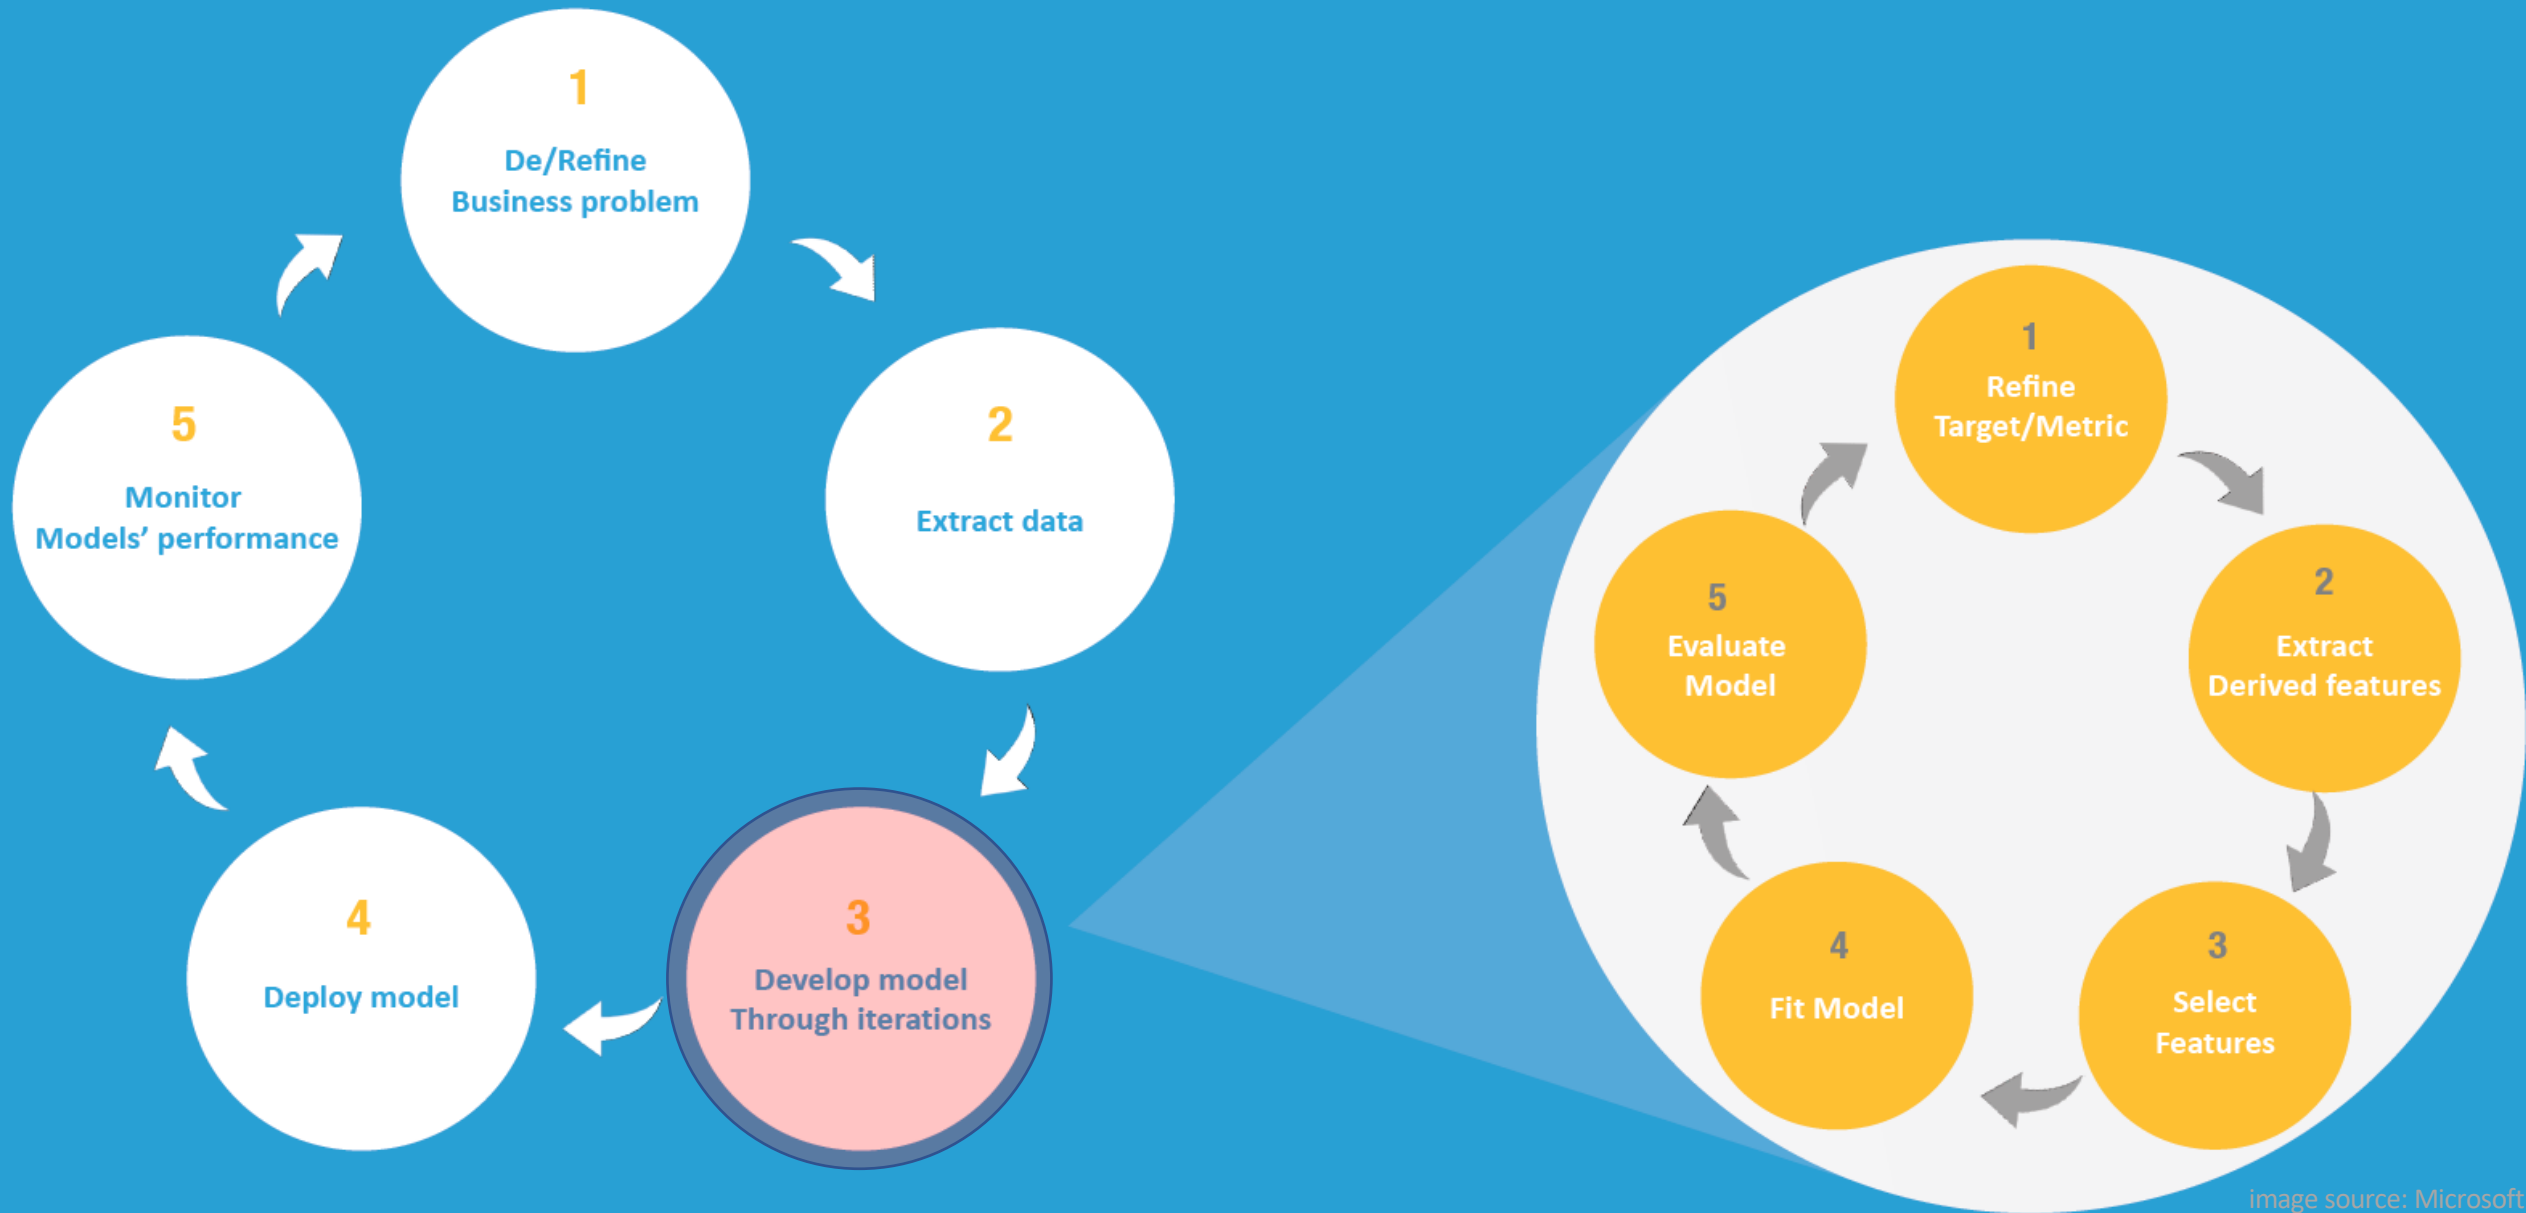 1
De/Refine
Business problem
2
Extract data
3
Develop model
Through iterations
4
Deploy model
5
Monitor
Models’ performance
1
Refine
Target/Metric
2
Extract
Derived features
3
Select
Features
4
Fit Model
5
Evaluate
Model
image source: Microsoft